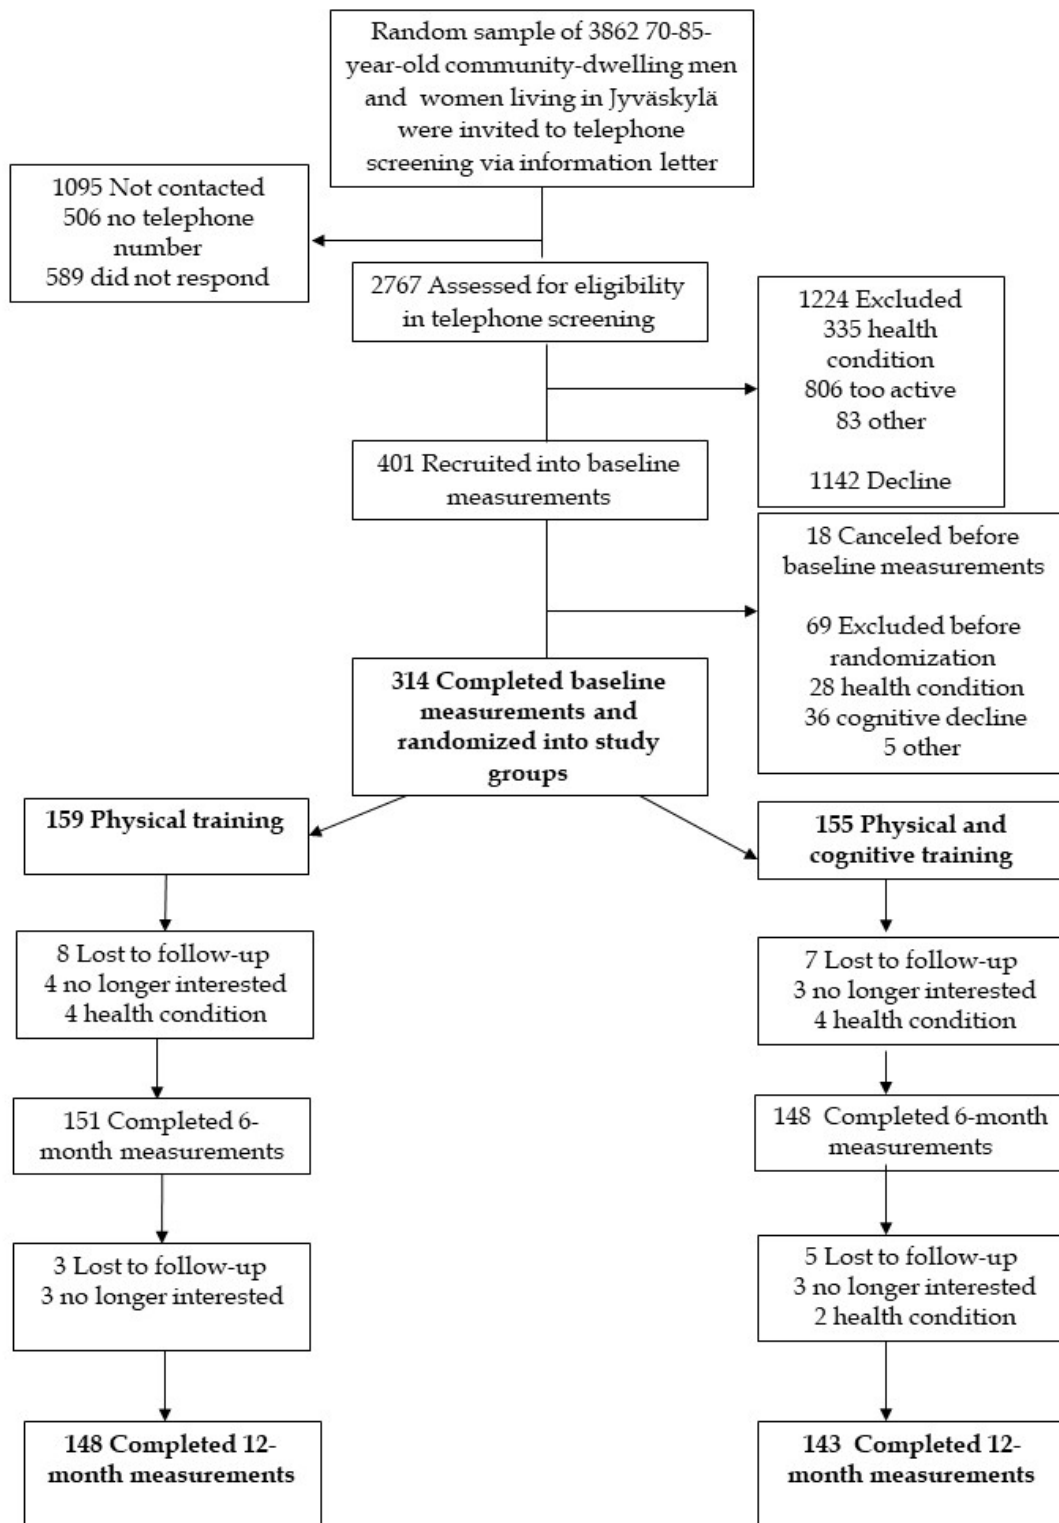 Random sample of 3862 70-85-
year-old community-dwelling men
and women living in Jyväskylä
were invited to telephone
screening via information letter
1095 Not contacted
506 no telephone
number
589 did not respond
2767 Assessed for eligibility
in telephone screening
1224 Excluded
335 health
condition
806 too active
83 other
1142 Decline
401 Recruited into baseline
measurements
18 Canceled before
baseline measurements
69 Excluded before
randomization
28 health condition
36 cognitive decline
5 other
314 Completed baseline
measurements and
randomized into study
groups
159 Physical training
155 Physical and
cognitive training
8 Lost to follow-up
4 no longer interested
4 health condition
7 Lost to follow-up
3 no longer interested
4 health condition
151 Completed 6-
month measurements
148 Completed 6-month
measurements
3 Lost to follow-up
3 no longer interested
5 Lost to follow-up
3 no longer interested
2 health condition
148 Completed 12-
month measurements
143 Completed 12-
month measurements